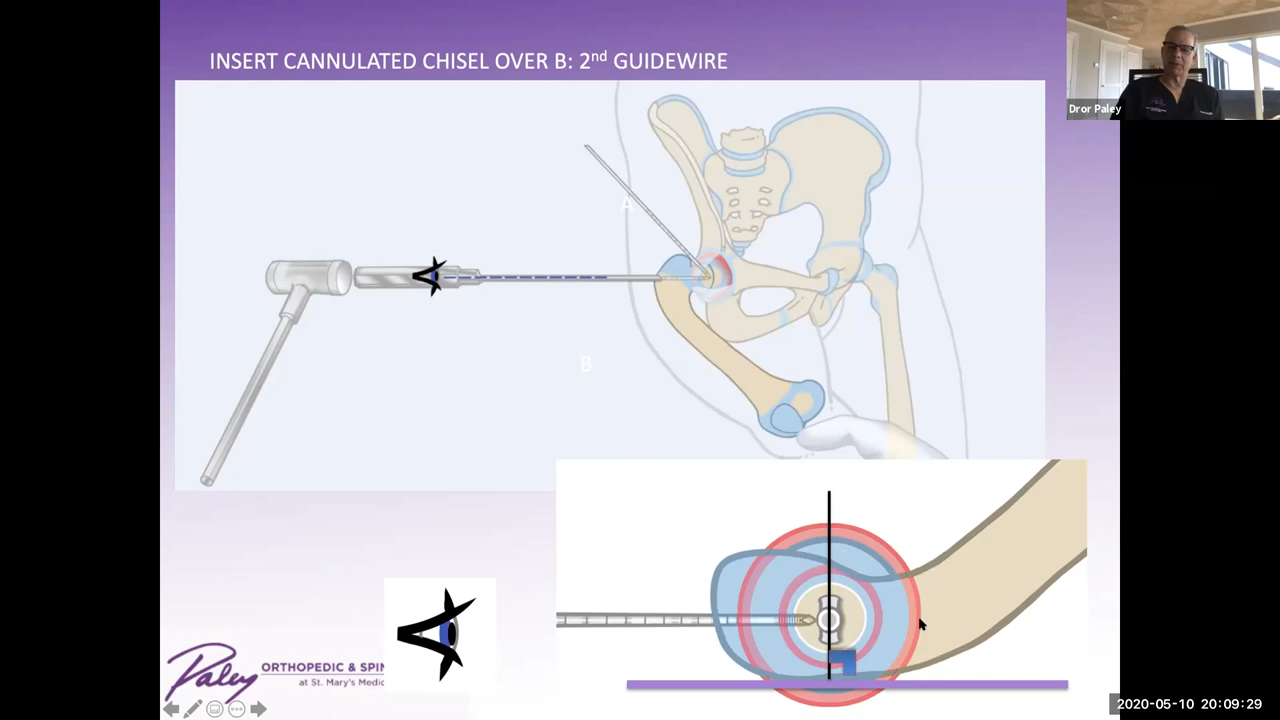 INSERT CANNULATED CHISEL OVER B: 2nd GUIDEWIRE
Dror Paley
A
B
Paley
ORTHOPEDIC & SPIN
at St. Mary's Medic
2020-05-10 20:09:29